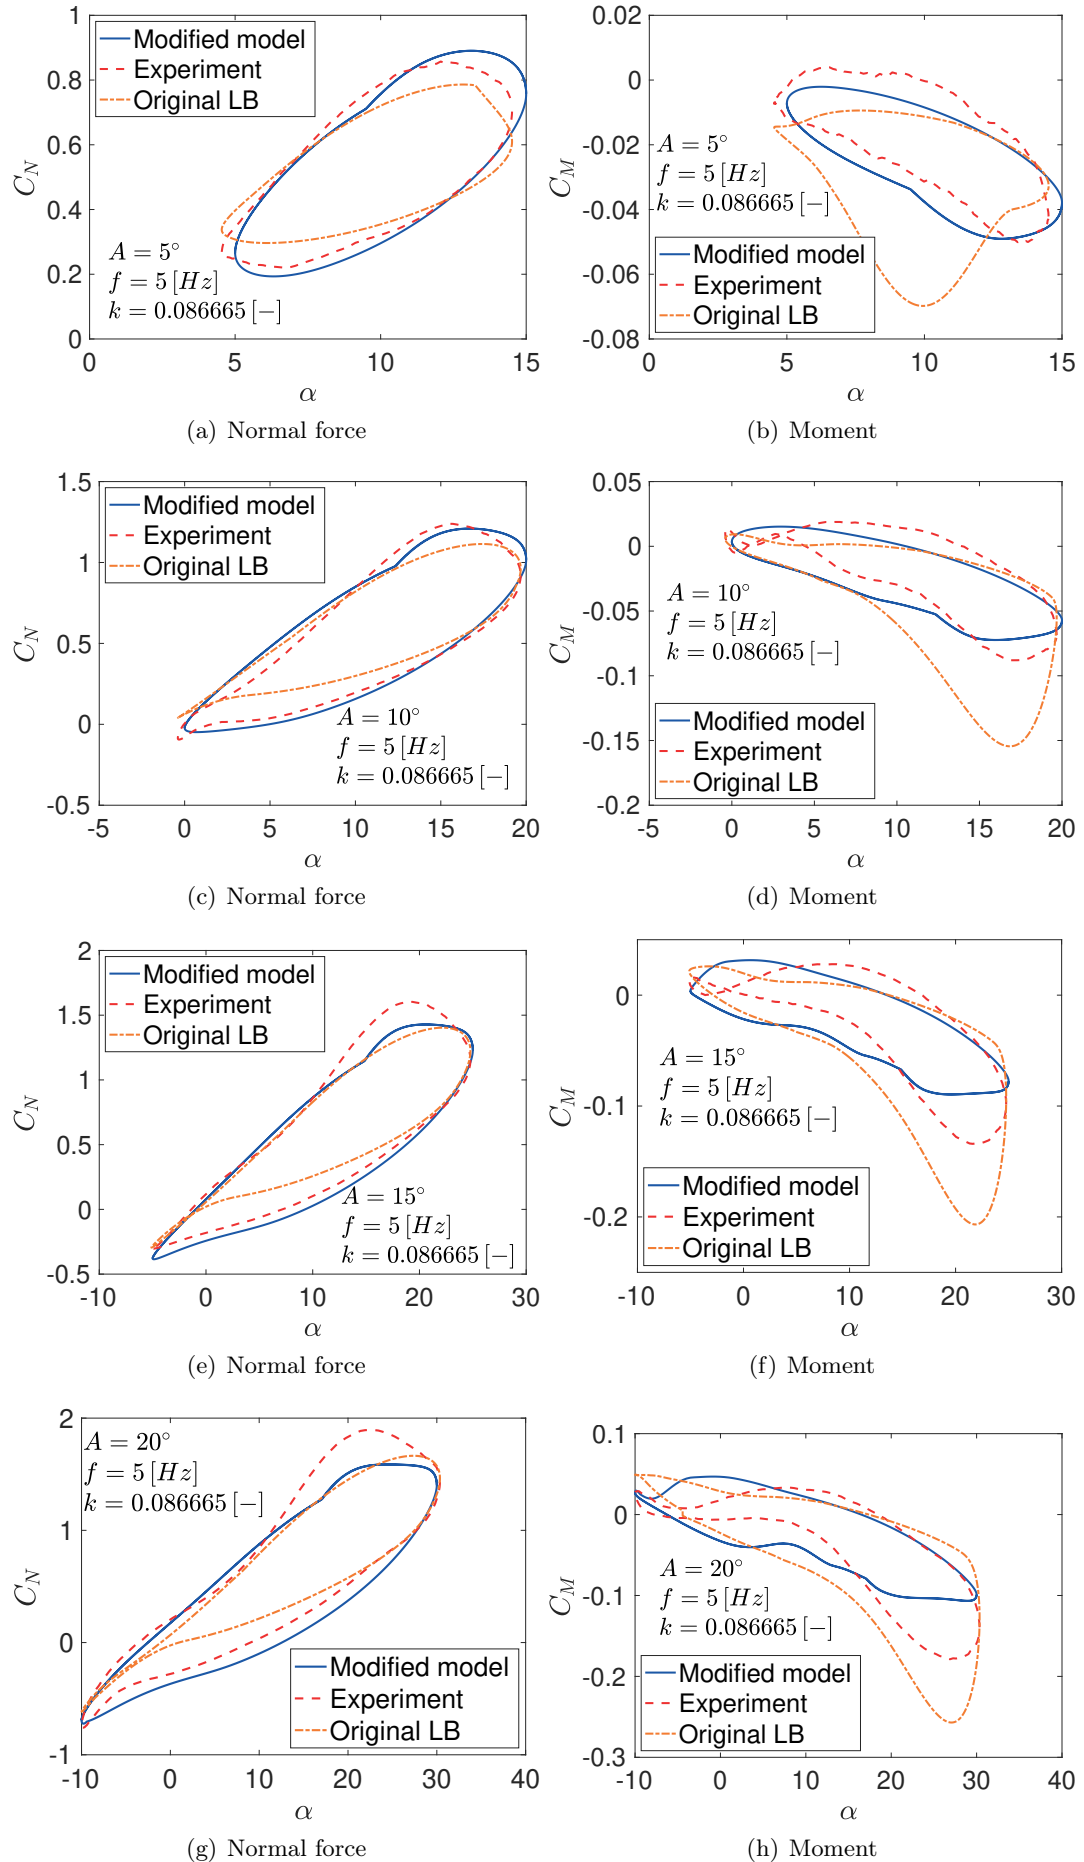 1
0.8
0.6
0.4
0.2
0
C_N
Modified model
Experiment
Original LB
A = 5°
f = 5 [Hz]
k = 0.086665 [−]
0
5
10
15
α
(a) Normal force
0.02
0
-0.02
-0.04
-0.06
-0.08
C_M
A = 5°
f = 5 [Hz]
k = 0.086665 [−]
Modified model
Experiment
Original LB
0
5
10
15
α
(b) Moment
1.5
1
0.5
0
-0.5
C_N
Modified model
Experiment
Original LB
A = 10°
f = 5 [Hz]
k = 0.086665 [−]
-5
0
5
10
15
20
α
(c) Normal force
0.05
0
-0.05
-0.1
-0.15
-0.2
C_M
A = 10°
f = 5 [Hz]
k = 0.086665 [−]
Modified model
Experiment
Original LB
-5
0
5
10
15
20
α
(d) Moment
2
1.5
1
0.5
0
-0.5
C_N
Modified model
Experiment
Original LB
A = 15°
f = 5 [Hz]
k = 0.086665 [−]
-10
0
10
20
30
α
(e) Normal force
0
-0.1
-0.2
C_M
A = 15°
f = 5 [Hz]
k = 0.086665 [−]
Modified model
Experiment
Original LB
-10
0
10
20
30
α
(f) Moment
2
1
0
-1
C_N
A = 20°
f = 5 [Hz]
k = 0.086665 [−]
Modified model
Experiment
Original LB
-10
0
10
20
30
40
α
(g) Normal force
0.1
0
-0.1
-0.2
-0.3
C_M
A = 20°
f = 5 [Hz]
k = 0.086665 [−]
Modified model
Experiment
Original LB
-10
0
10
20
30
40
α
(h) Moment